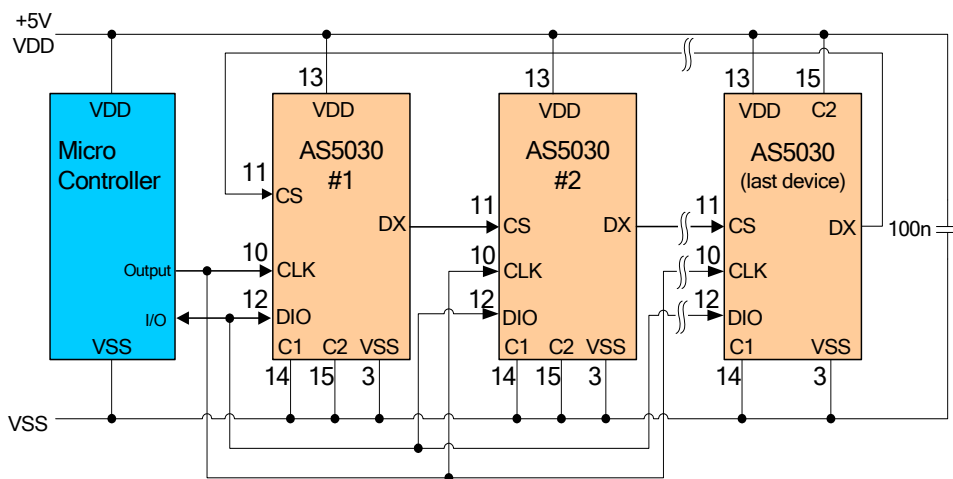 +5V
VDD
13
13
13
15
VDD
VDD
VDD
VDD
C2
Micro
Controller
AS5030
#1
AS5030
#2
AS5030
(last device)
11
CS
DX
11
CS
DX
11
CS
DX
100n
Output
10
CLK
10
CLK
10
CLK
I/O
12
DIO
12
DIO
12
DIO
VSS
C1
C2
VSS
C1
C2
VSS
C1
VSS
14
15
3
14
15
3
14
3
VSS